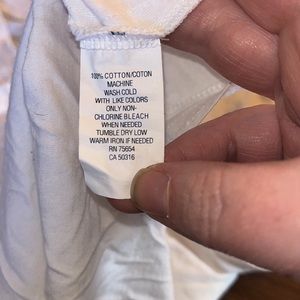 100% COTTON/COTON
MACHINE
WASH COLD
WITH LIKE COLORS
ONLY NON-
CHLORINE BLEACH
WHEN NEEDED
TUMBLE DRY LOW
WARM IRON IF NEEDED
RN 75654
CA 50316